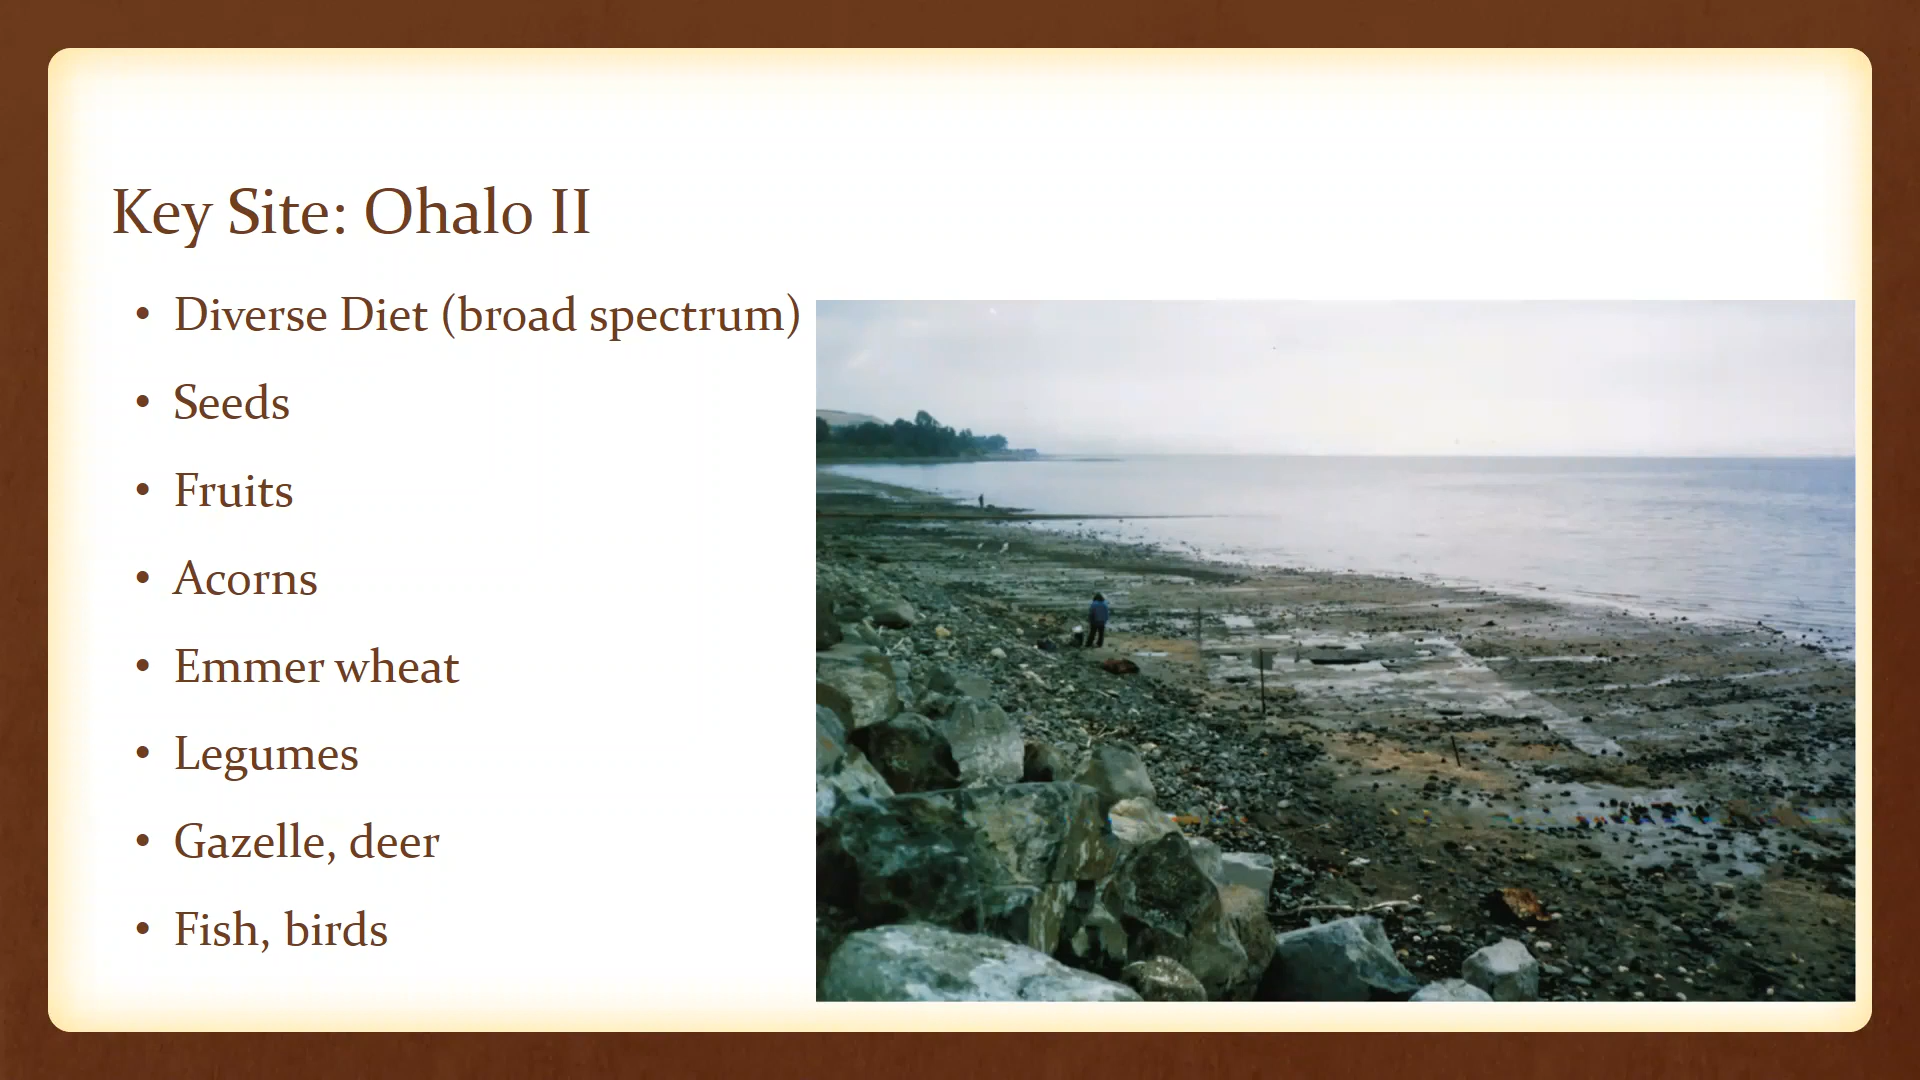 Key Site: Ohalo II
• Diverse Diet (broad spectrum)
• Seeds
• Fruits
• Acorns
• Emmer wheat
• Legumes
• Gazelle, deer
• Fish, birds